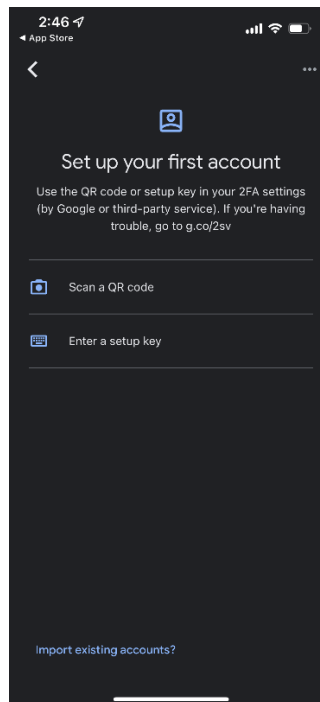 2:46
◀ App Store
Set up your first account
Use the QR code or setup key in your 2FA settings
(by Google or third-party service). If you're having
trouble, go to g.co/2sv
Scan a QR code
Enter a setup key
Import existing accounts?